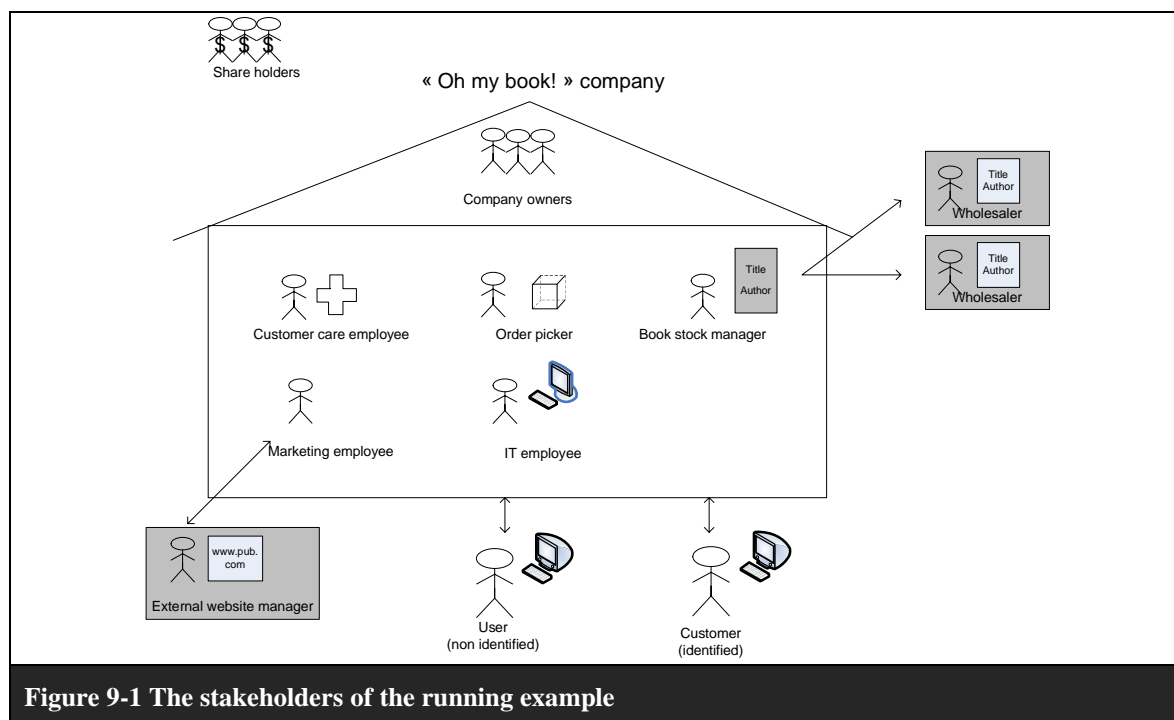 $ $ $
Share holders
« Oh my book! » company
Company owners
Title
Author
Wholesaler
Title
Author
Wholesaler
Title
Author
Customer care employee
Order picker
Book stock manager
Marketing employee
IT employee
www.pub.
com
External website manager
User
(non identified)
Customer
(identified)
Figure 9-1 The stakeholders of the running example